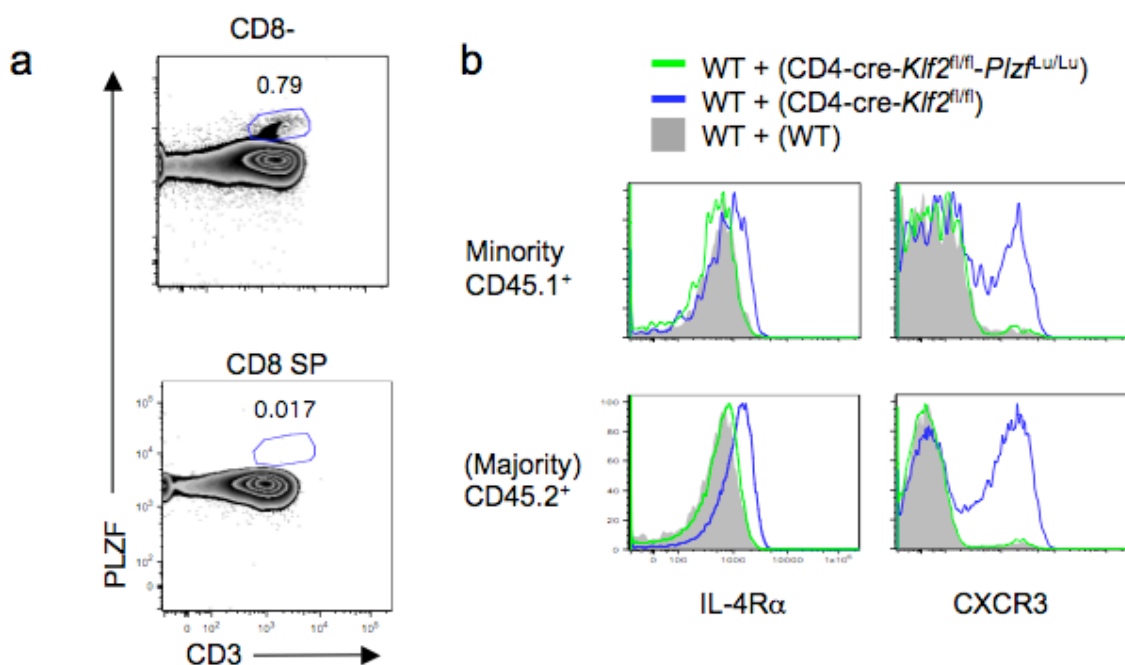 a
CD8-
0.79
CD8 SP
0.017
10⁵
10⁴
10³
10²
0
0 10² 10³ 10⁴ 10⁵
PLZF
CD3
b
WT + (CD4-cre-Klf2ᶠˡ/ᶠˡ-Plzfᴸᵘ/ᴸᵘ)
WT + (CD4-cre-Klf2ᶠˡ/ᶠˡ)
WT + (WT)
Minority
CD45.1⁺
(Majority)
CD45.2⁺
100
80
60
40
20
0
0 100 1000 10000
IL-4Rα
CXCR3